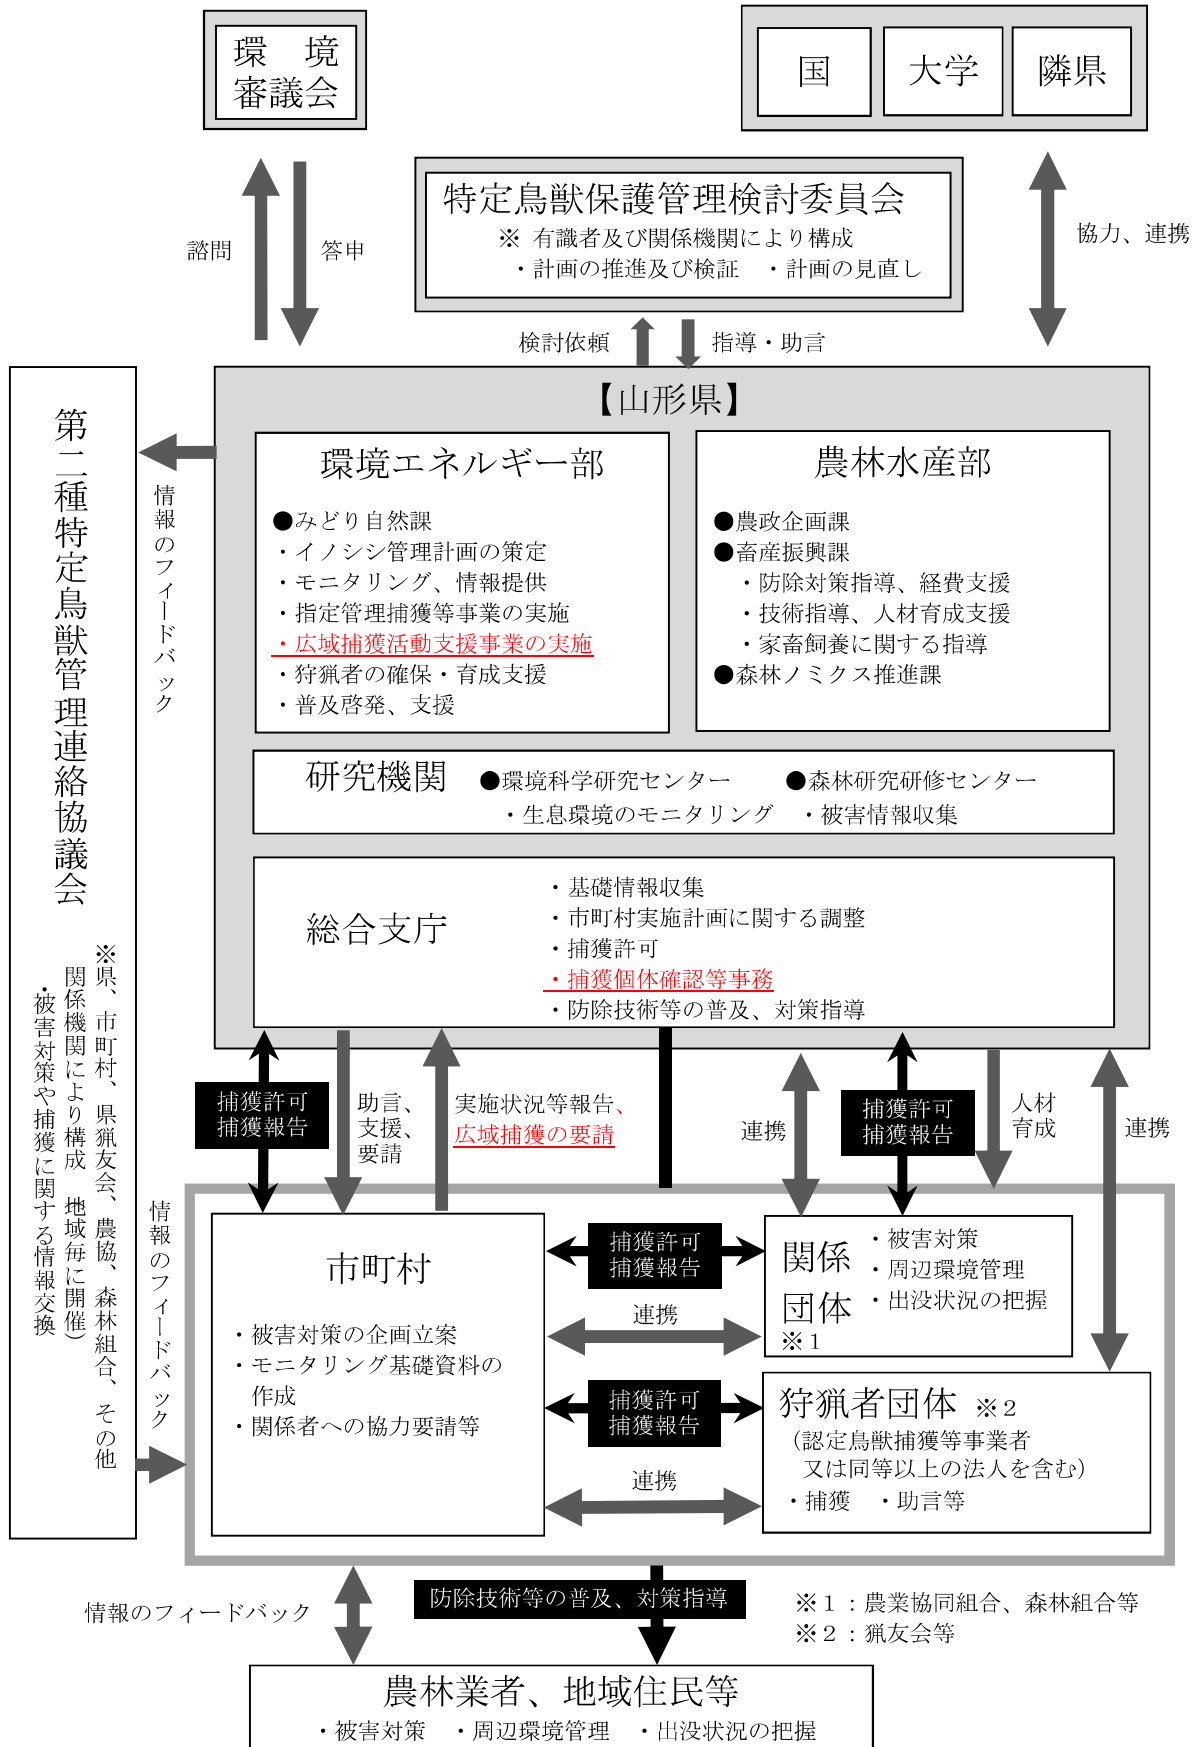 環　境
審議会
国
大学
隣県
特定鳥獣保護管理検討委員会
※ 有識者及び関係機関により構成
・計画の推進及び検証　・計画の見直し
諮問
答申
協力、連携
検討依頼
指導・助言
【山形県】
環境エネルギー部
●みどり自然課
・イノシシ管理計画の策定
・モニタリング、情報提供
・指定管理捕獲等事業の実施
・広域捕獲活動支援事業の実施
・狩猟者の確保・育成支援
・普及啓発、支援
農林水産部
●農政企画課
●畜産振興課
・防除対策指導、経費支援
・技術指導、人材育成支援
・家畜飼養に関する指導
●森林ノミクス推進課
研究機関
●環境科学研究センター
・生息環境のモニタリング
●森林研究研修センター
・被害情報収集
総合支庁
・基礎情報収集
・市町村実施計画に関する調整
・捕獲許可
・捕獲個体確認等事務
・防除技術等の普及、対策指導
第二種特定鳥獣管理連絡協議会
※県、市町村、県猟友会、農協、森林組合、その他
関係機関により構成　地域毎に開催）
・被害対策や捕獲に関する情報交換
情報のフィードバック
情報のフィードバック
捕獲許可
捕獲報告
助言、
支援、
要請
実施状況等報告、
広域捕獲の要請
連携
捕獲許可
捕獲報告
人材
育成
連携
市町村
・被害対策の企画立案
・モニタリング基礎資料の
作成
・関係者への協力要請等
捕獲許可
捕獲報告
連携
捕獲許可
捕獲報告
連携
関係
団体
※１
・被害対策
・周辺環境管理
・出没状況の把握
狩猟者団体 ※２
（認定鳥獣捕獲等事業者
又は同等以上の法人を含む）
・捕獲　・助言等
情報のフィードバック
防除技術等の普及、対策指導
※１：農業協同組合、森林組合等
※２：猟友会等
農林業者、地域住民等
・被害対策　・周辺環境管理　・出没状況の把握